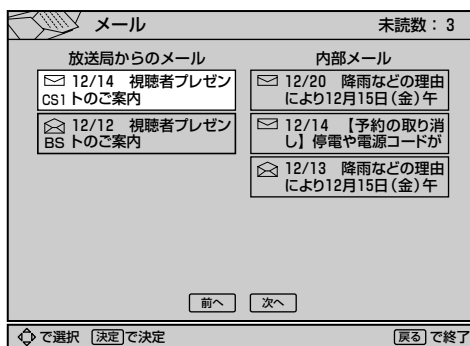 メール
未読数：3
放送局からのメール
12/14 視聴者プレゼン
CS1 トのご案内
12/12 視聴者プレゼン
BS トのご案内
内部メール
12/20 降雨などの理由
により12月15日(金)午
12/14 【予約の取り消
し】停電や電源コードが
12/13 降雨などの理由
により12月15日(金)午
前へ 次へ
で選択 決定で決定
戻るで終了